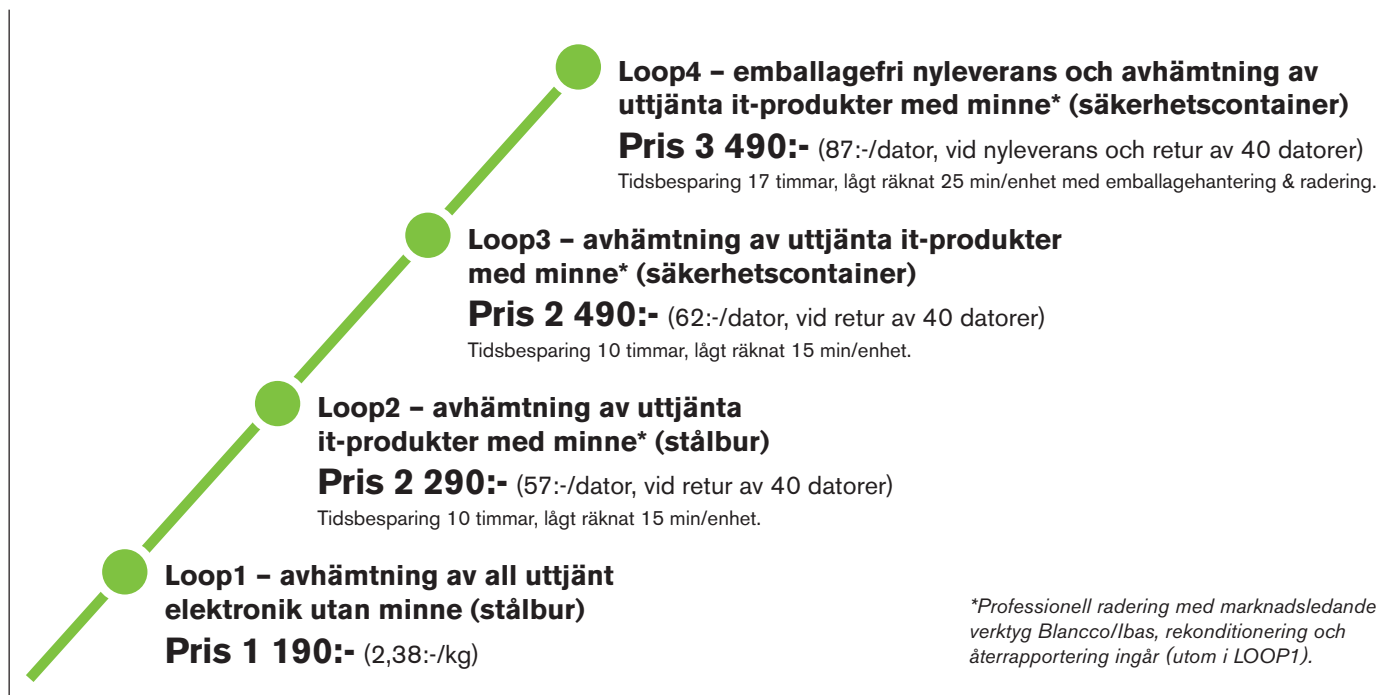 Loop4 – emballagefri nyleverans och avhämtning av
uttjänta it-produkter med minne* (säkerhetscontainer)
Pris 3 490:- (87:-/dator, vid nyleverans och retur av 40 datorer)
Tidsbesparing 17 timmar, lågt räknat 25 min/enhet med emballagehantering & radering.
Loop3 – avhämtning av uttjänta it-produkter
med minne* (säkerhetscontainer)
Pris 2 490:- (62:-/dator, vid retur av 40 datorer)
Tidsbesparing 10 timmar, lågt räknat 15 min/enhet.
Loop2 – avhämtning av uttjänta
it-produkter med minne* (stålbur)
Pris 2 290:- (57:-/dator, vid retur av 40 datorer)
Tidsbesparing 10 timmar, lågt räknat 15 min/enhet.
Loop1 – avhämtning av all uttjänt
elektronik utan minne (stålbur)
Pris 1 190:- (2,38:-/kg)
*Professionell radering med marknadsledande
verktyg Blancco/Ibas, rekonditionering och
återrapportering ingår (utom i LOOP1).